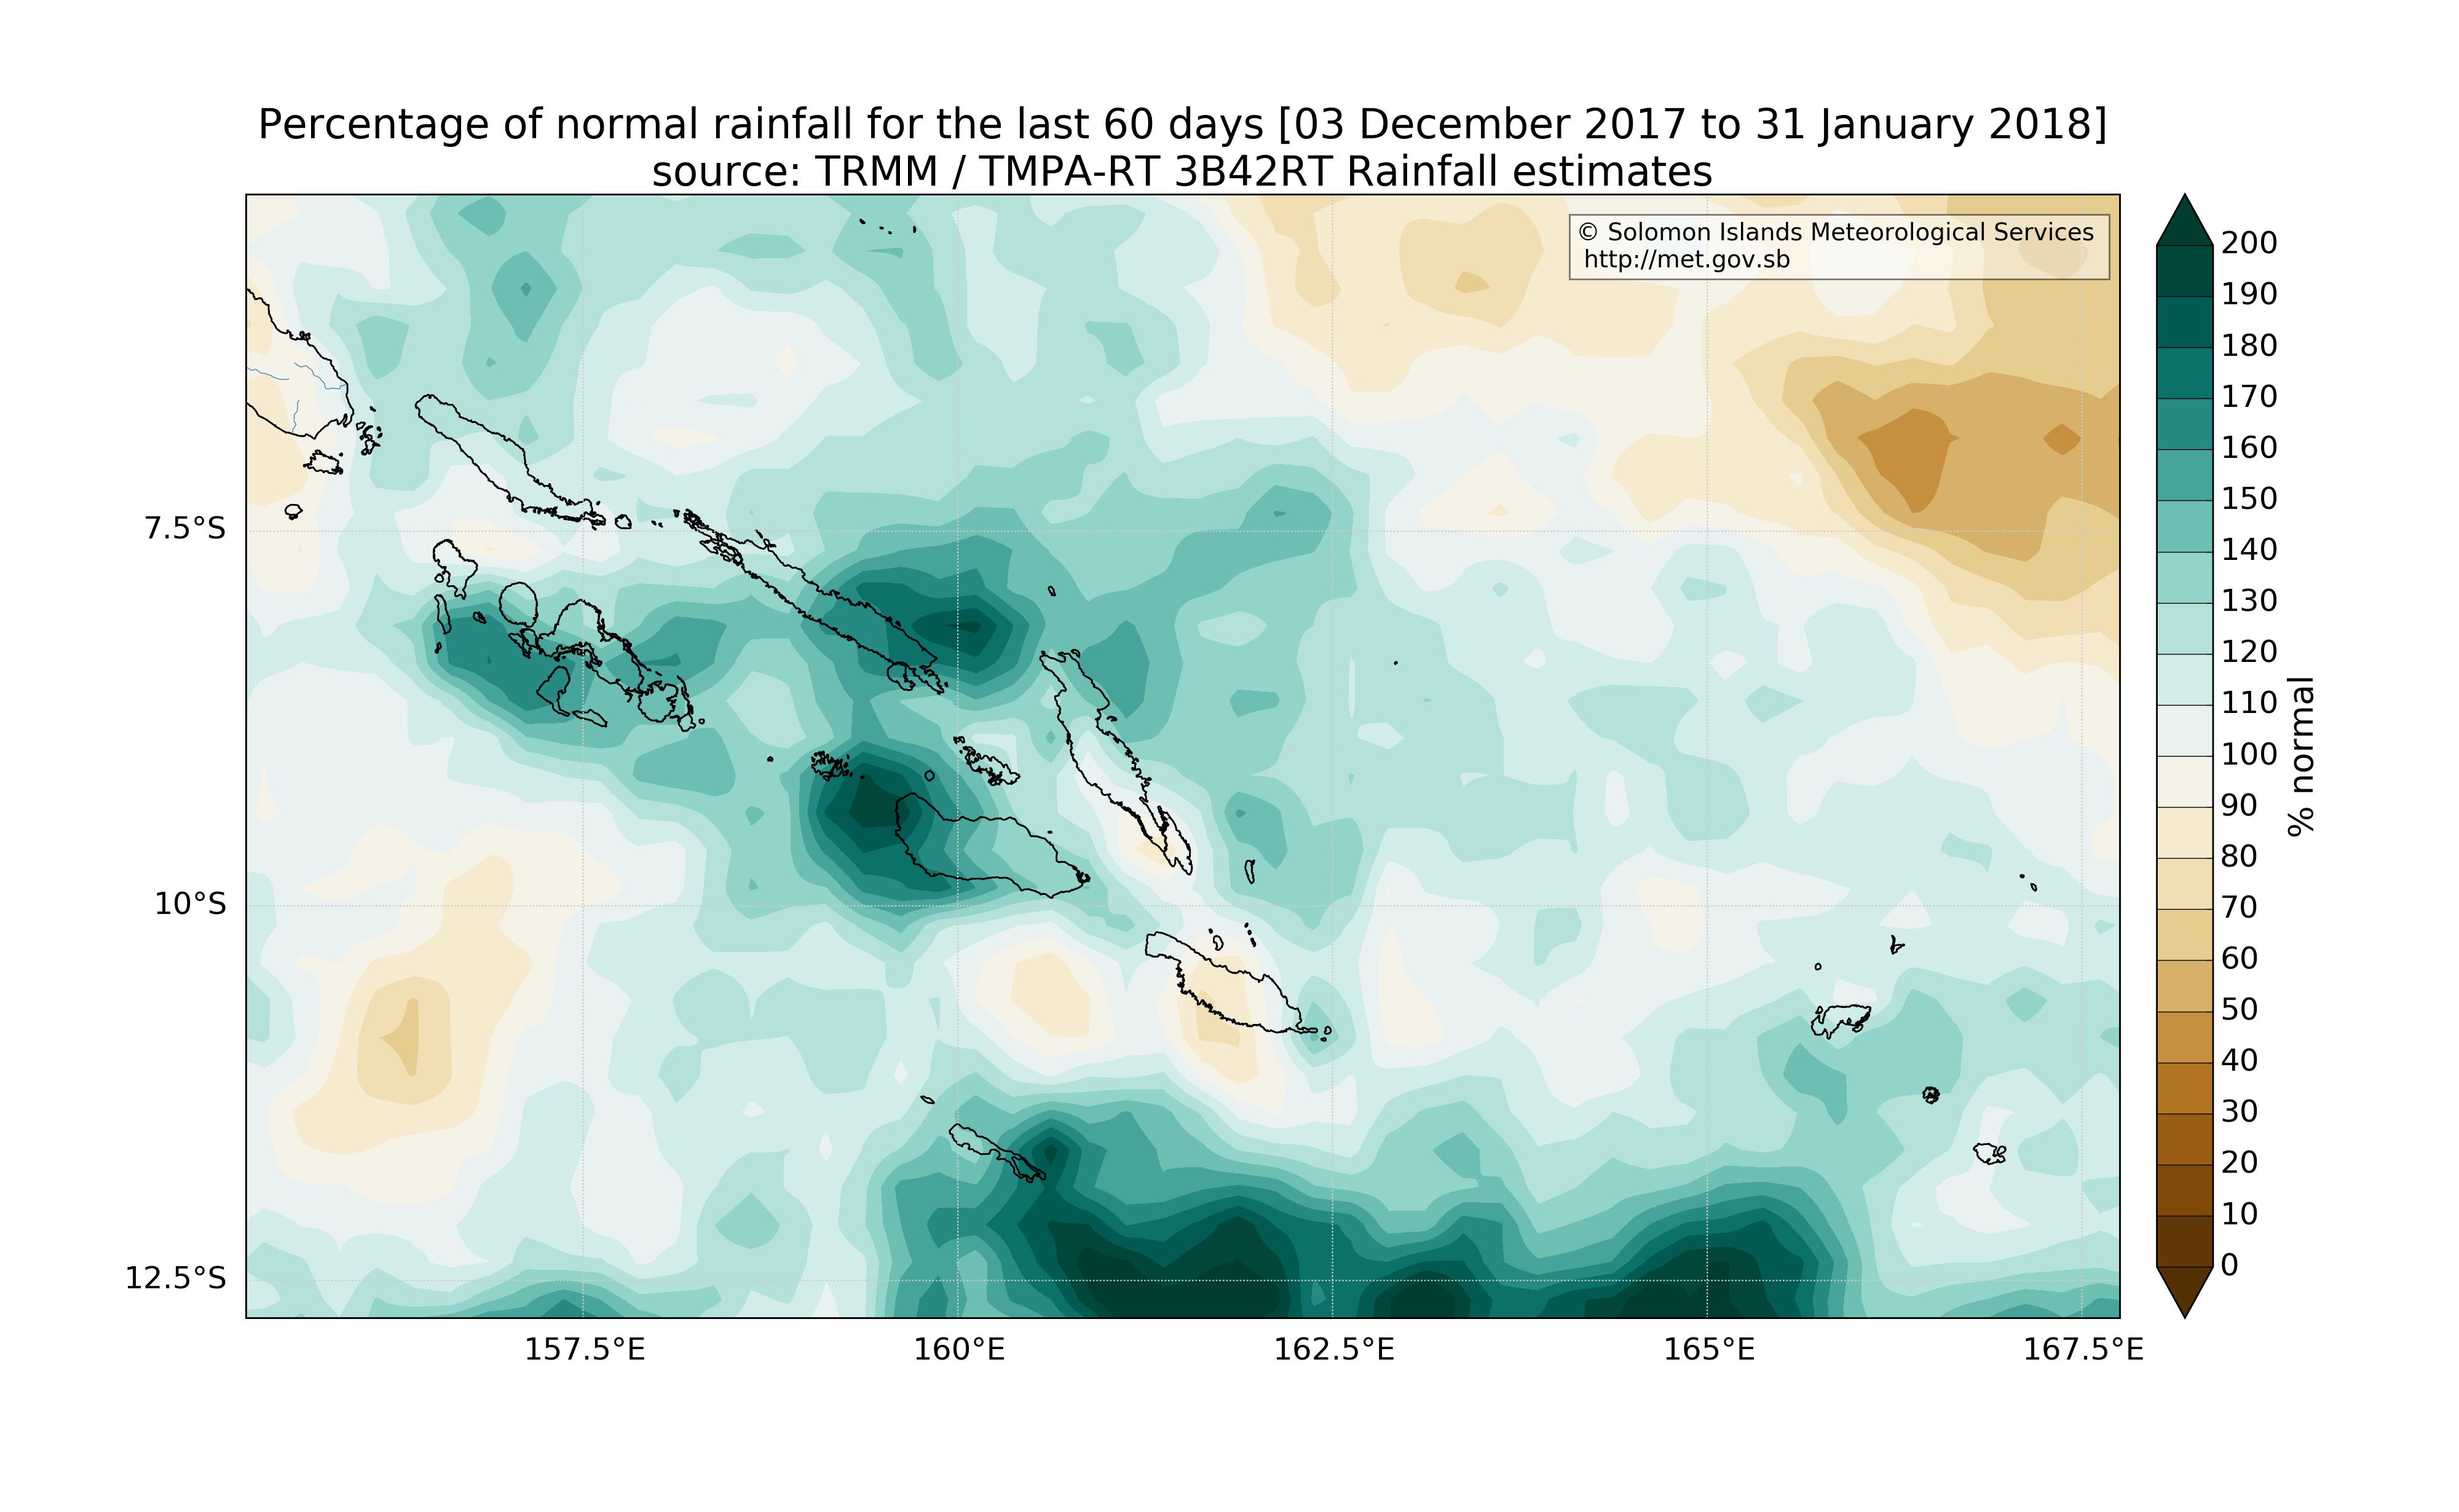 Percentage of normal rainfall for the last 60 days [03 December 2017 to 31 January 2018]
source: TRMM / TMPA-RT 3B42RT Rainfall estimates
© Solomon Islands Meteorological Services
http://met.gov.sb
7.5°S
10°S
12.5°S
157.5°E
160°E
162.5°E
165°E
167.5°E
200
190
180
170
160
150
140
130
120
110
100
90
80
70
60
50
40
30
20
10
0
% normal